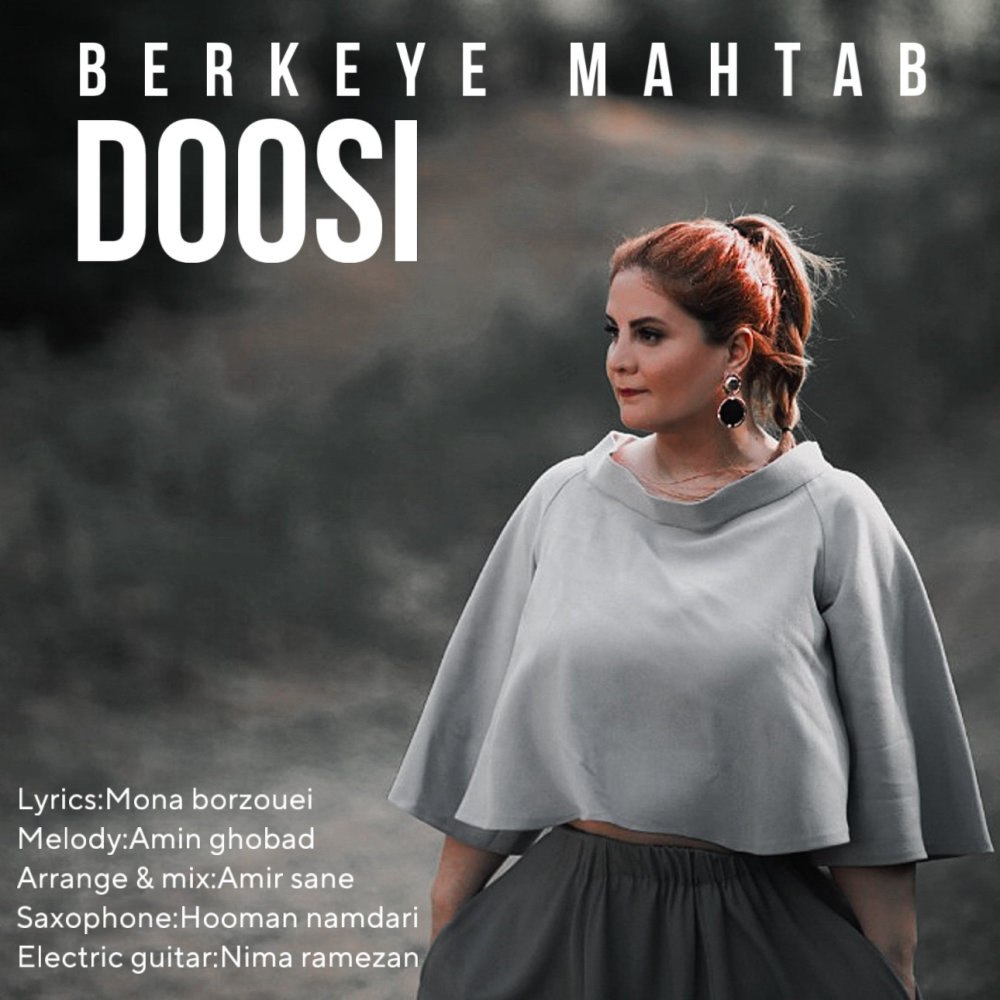 BERKEYE MAHTAB
DOOSI
Lyrics:Mona borzouei
Melody:Amin ghobad
Arrange & mix:Amir sane
Saxophone:Hooman namdari
Electric guitar:Nima ramezan